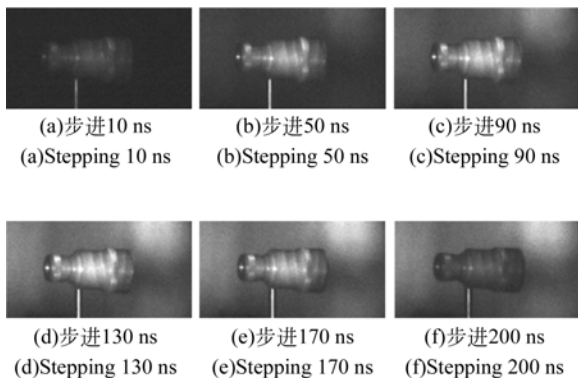 (a)步进10 ns
(a)Stepping 10 ns
(b)步进50 ns
(b)Stepping 50 ns
(c)步进90 ns
(c)Stepping 90 ns
(d)步进130 ns
(d)Stepping 130 ns
(e)步进170 ns
(e)Stepping 170 ns
(f)步进200 ns
(f)Stepping 200 ns